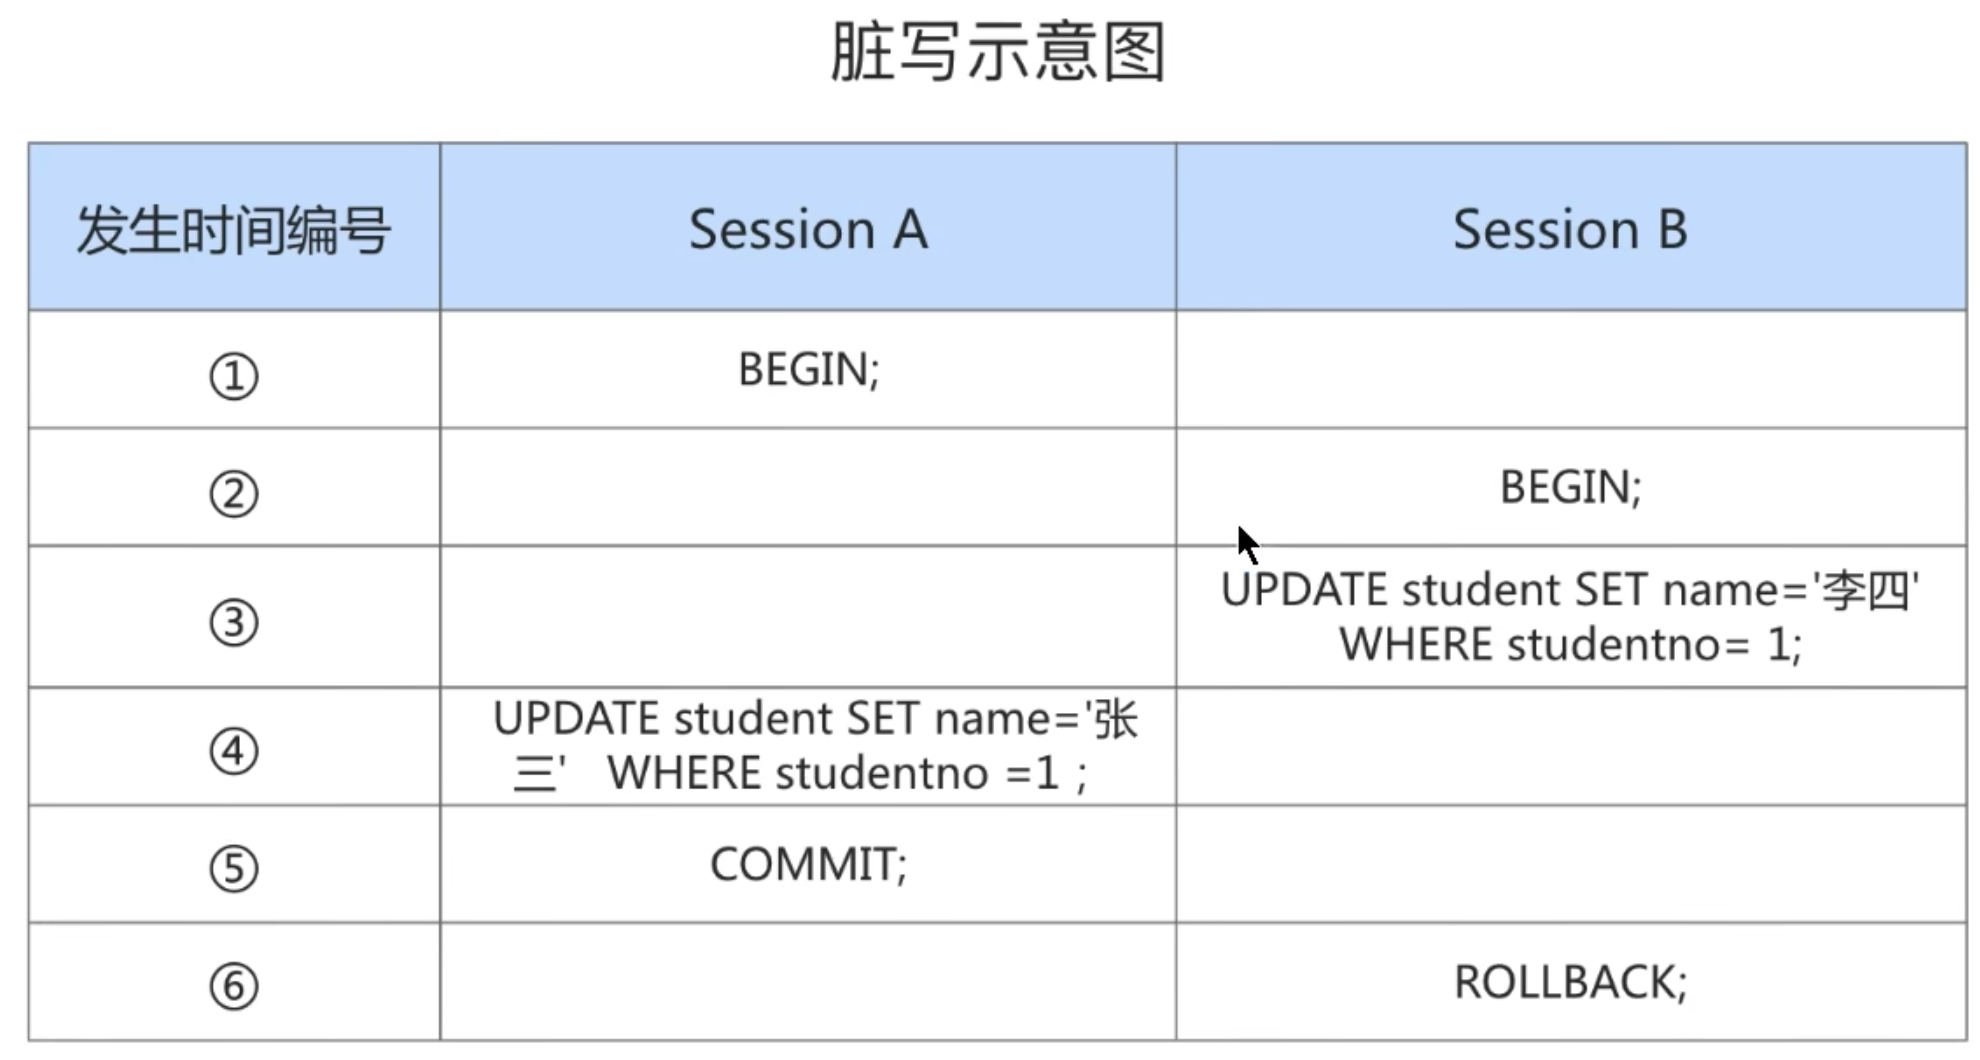 脏写示意图
发生时间编号 Session A Session B
① BEGIN;
② BEGIN;
③ UPDATE student SET name='李四'
WHERE studentno= 1;
④ UPDATE student SET name='张
三' WHERE studentno =1 ;
⑤ COMMIT;
⑥ ROLLBACK;